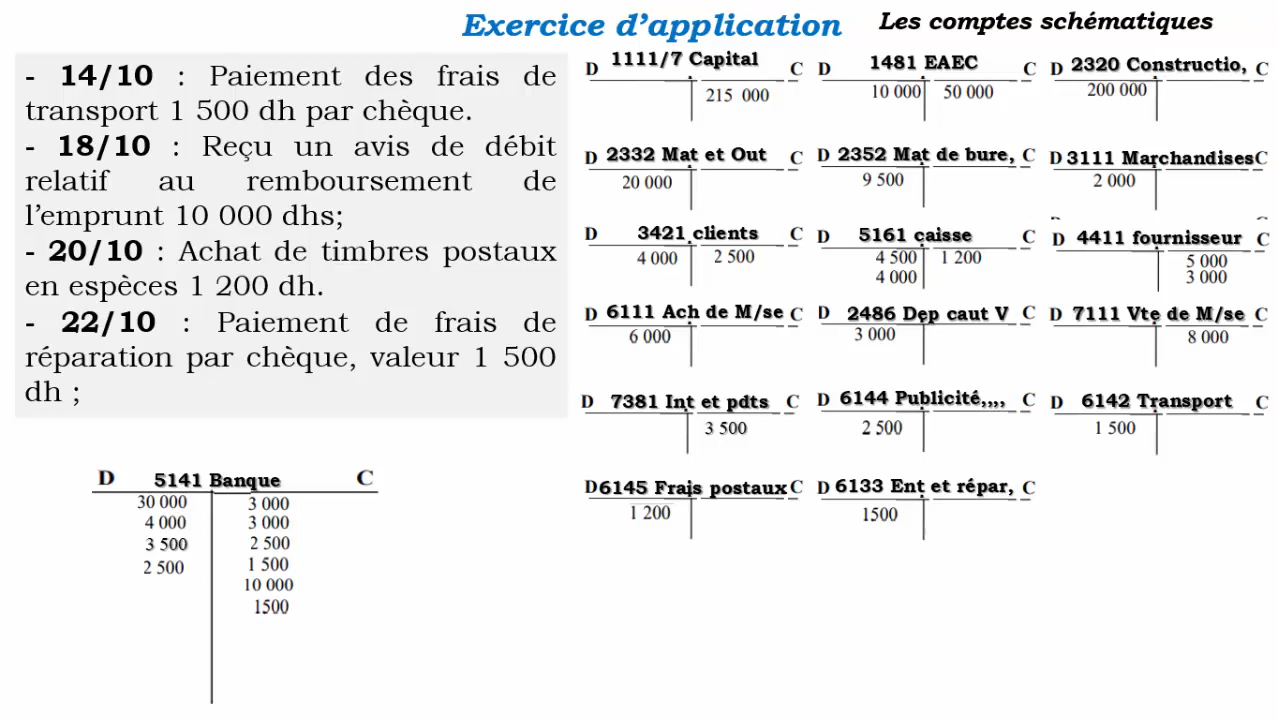 Exercice d'application
Les comptes schématiques
- 14/10 : Paiement des frais de
transport 1 500 dh par chèque.
- 18/10 : Reçu un avis de débit
relatif au remboursement de
l'emprunt 10 000 dhs;
- 20/10 : Achat de timbres postaux
en espèces 1 200 dh.
- 22/10 : Paiement de frais de
réparation par chèque, valeur 1 500
dh ;
D 5141 Banque C
30 000 3 000
4 000 3 000
3 500 2 500
2 500 1 500
10 000
1500
D 1111/7 Capital C
215 000
D 1481 EAEC C
10 000 50 000
D 2320 Constructio, C
200 000
D 2332 Mat et Out C
20 000
D 2352 Mat de bure, C
9 500
D 3111 Marchandises C
2 000
D 3421 clients C
4 000 2 500
D 5161 caisse C
4 500 1 200
4 000
D 4411 fournisseur C
5 000
3 000
D 6111 Ach de M/se C
6 000
D 2486 Dep caut V C
3 000
D 7111 Vte de M/se C
8 000
D 7381 Int et pdts C
3 500
D 6144 Publicité,,,, C
2 500
D 6142 Transport C
1 500
D 6145 Frais postaux C
1 200
D 6133 Ent et répar, C
1500